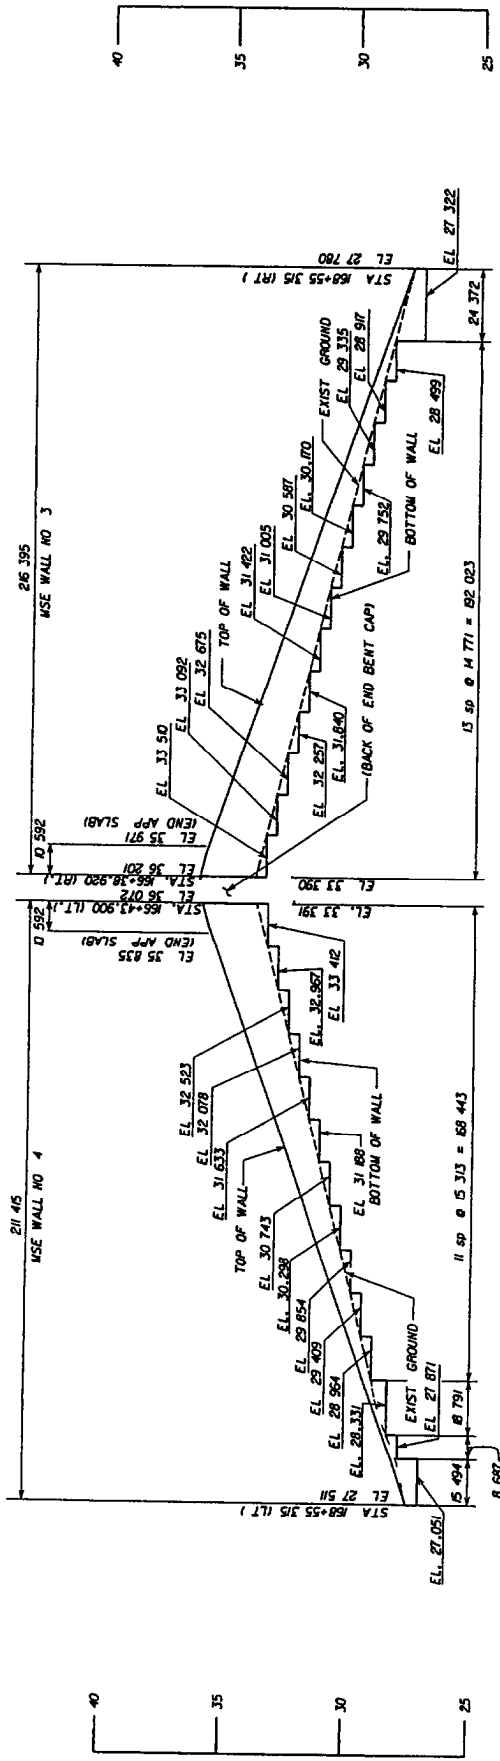 40
35
30
25
211 415
MSE WALL NO 4
10 592
EL 35 835
(END APP SLAB)
STA. 166+43.900 (LT.)
EL 36 072
EL. 33 391
EL 33 412
EL. 32.967
EL 32 523
EL 32 078
EL 31 633
EL 31 188
BOTTOM OF WALL
TOP OF WALL
EL 30 743
EL. 30.298
EL 29 854
EL 29 409
EL 28 964
EL. 28.331
EXIST GROUND
EL 27 871
STA 168+55 315 (LT )
EL 27 511
EL. 27.051
15 494
8 687
18 791
11 sp @ 15 313 = 168 443
216 395
MSE WALL NO 3
10 592
STA. 166+38.920 (RT.)
EL 36 201
EL 35 971
(END APP SLAB)
EL 33 390
EL 33 510
EL 33 092
EL 32 675
TOP OF WALL
EL 32 257
EL. 31.840
(BACK OF END BENT CAP)
EL 31 422
EL 31 005
EL 30 587
EL. 30.170
EXIST GROUND
EL. 29 752
BOTTOM OF WALL
EL 29 335
EL 28 917
EL 28 499
STA 168+55 315 (RT )
EL 27 780
EL 27 322
24 372
13 sp @ 14 771 = 192 023
40
35
30
25